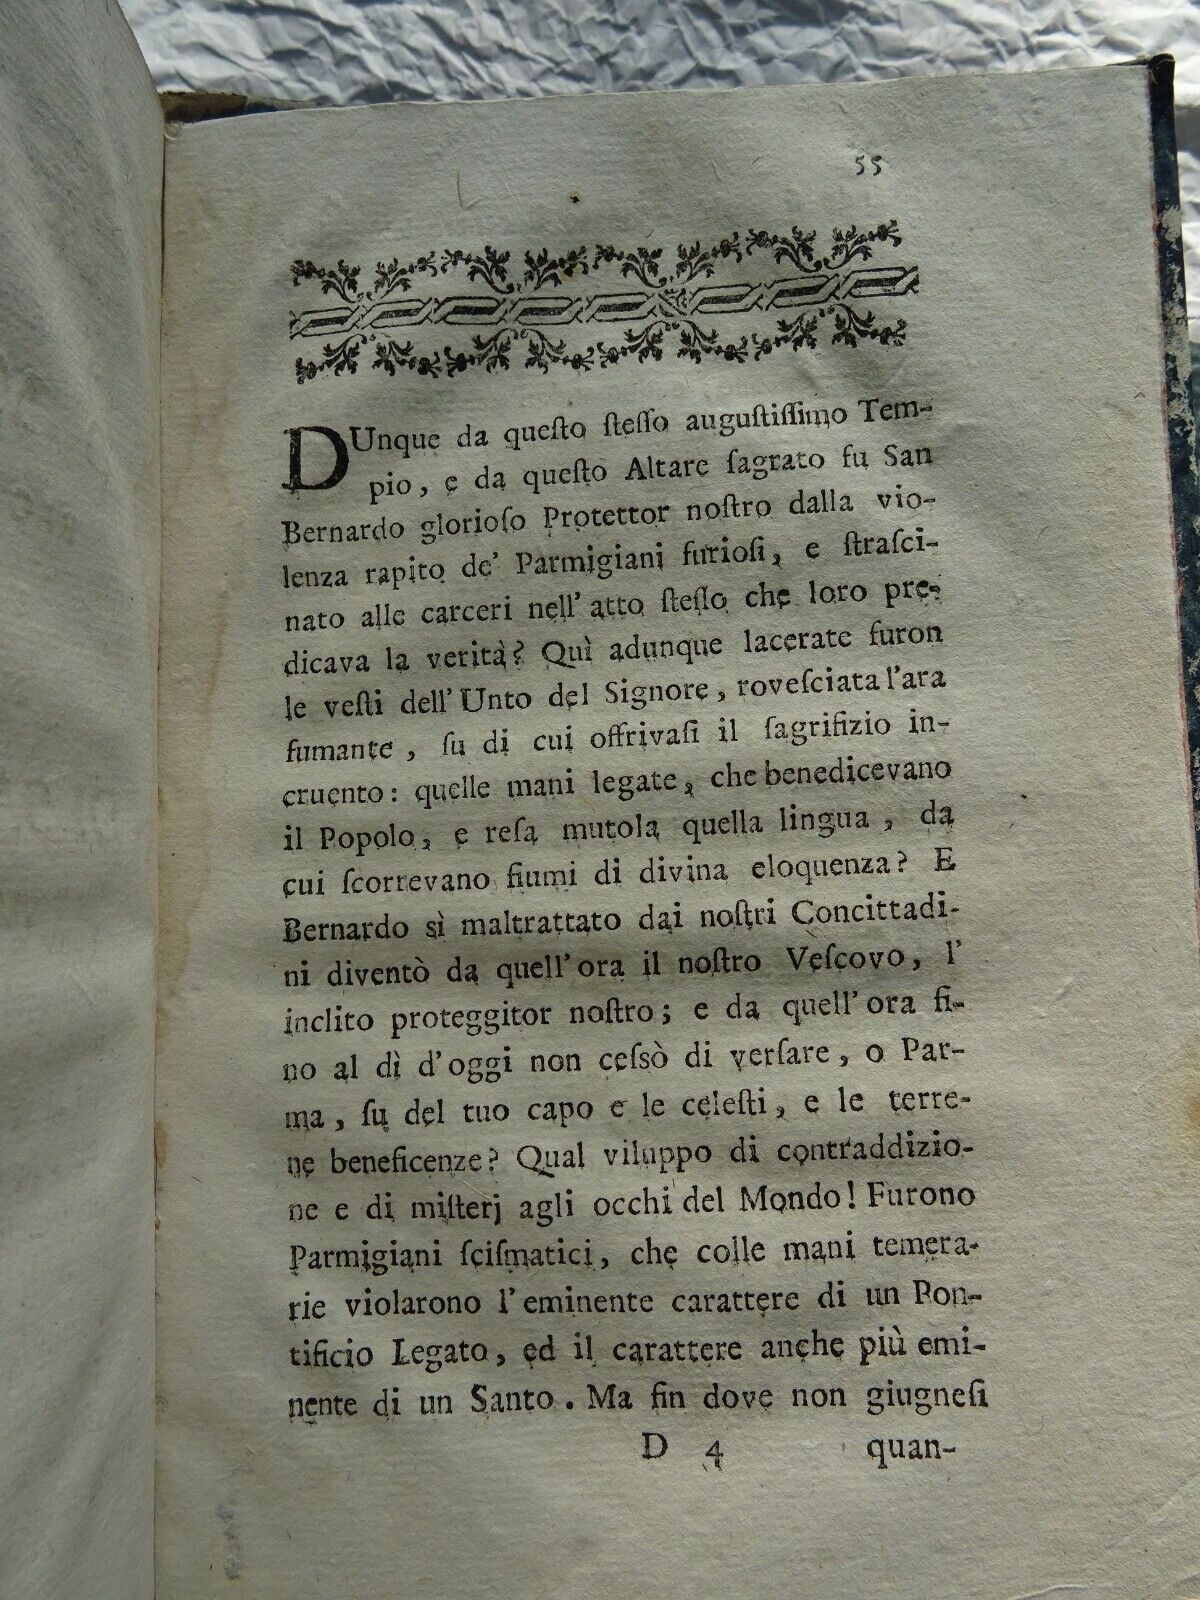 55
DUnque da queſto ſteſſo auguſtiſſimo Tem-
pio, e da queſto Altare ſagrato fu San
Bernardo glorioſo Protettor noſtro dalla vio-
lenza rapito de' Parmigiani furioſi, e ſtraſci-
nato alle carceri nell' atto ſteſſo che loro pre-
dicava la verità? Quì adunque lacerate furon
le veſti dell' Unto del Signore, roveſciata l'ara
fumante, ſu di cui offrivaſi il ſagrifizio in-
cruento: quelle mani legate, che benedicevano
il Popolo, e reſa mutola quella lingua, da
cui ſcorrevano fiumi di divina eloquenza? E
Bernardo sì maltrattato dai noſtri Concittadi-
ni diventò da quell' ora il noſtro Veſcovo, l'
inclito proteggitor noſtro; e da quell' ora fi-
no al dì d'oggi non ceſsò di verſare, o Par-
ma, ſu del tuo capo e le celeſti, e le terre-
ne beneficenze? Qual viluppo di contraddizio-
ne e di miſterj agli occhi del Mondo! Furono
Parmigiani ſciſmatici, che colle mani temera-
rie violarono l'eminente carattere di un Pon-
tificio Legato, ed il carattere anche più emi-
nente di un Santo. Ma fin dove non giugneſi
D 4 quan-